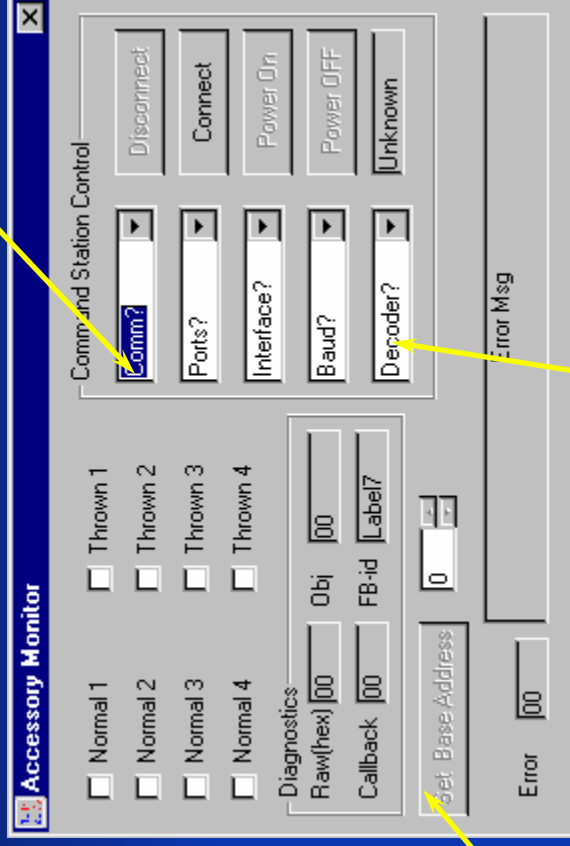 Accessory Monitor
Normal 1
Thrown 1
Normal 2
Thrown 2
Normal 3
Thrown 3
Normal 4
Thrown 4
Diagnostics
Raw(hex) 00 Obj 00
Callback 00 FB-id Label7
Set Base Address 0
Command Station Control
Comm? Disconnect
Ports? Connect
Interface? Power On
Baud? Power OFF
Decoder? Unknown
Error 00 Error Msg